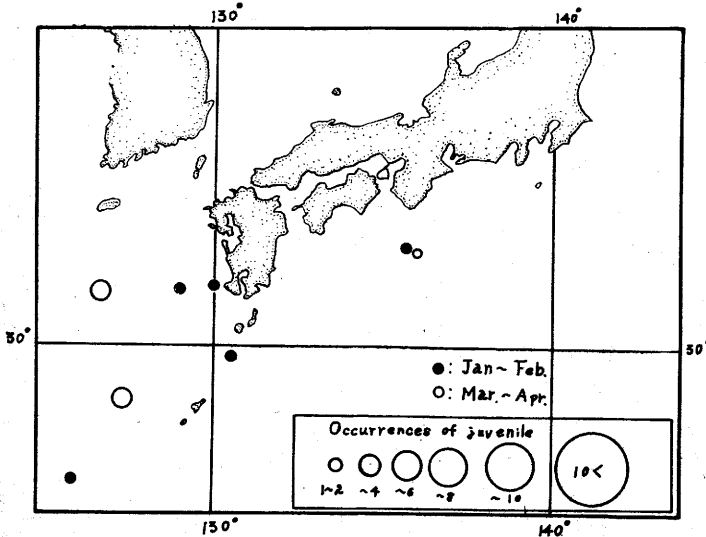 130° 140°
30° 30°
●: Jan~Feb.
○: Mar.~Apr.
Occurrences of juvenile
1~2 ~4 ~6 ~8 ~10 10<
130° 140°